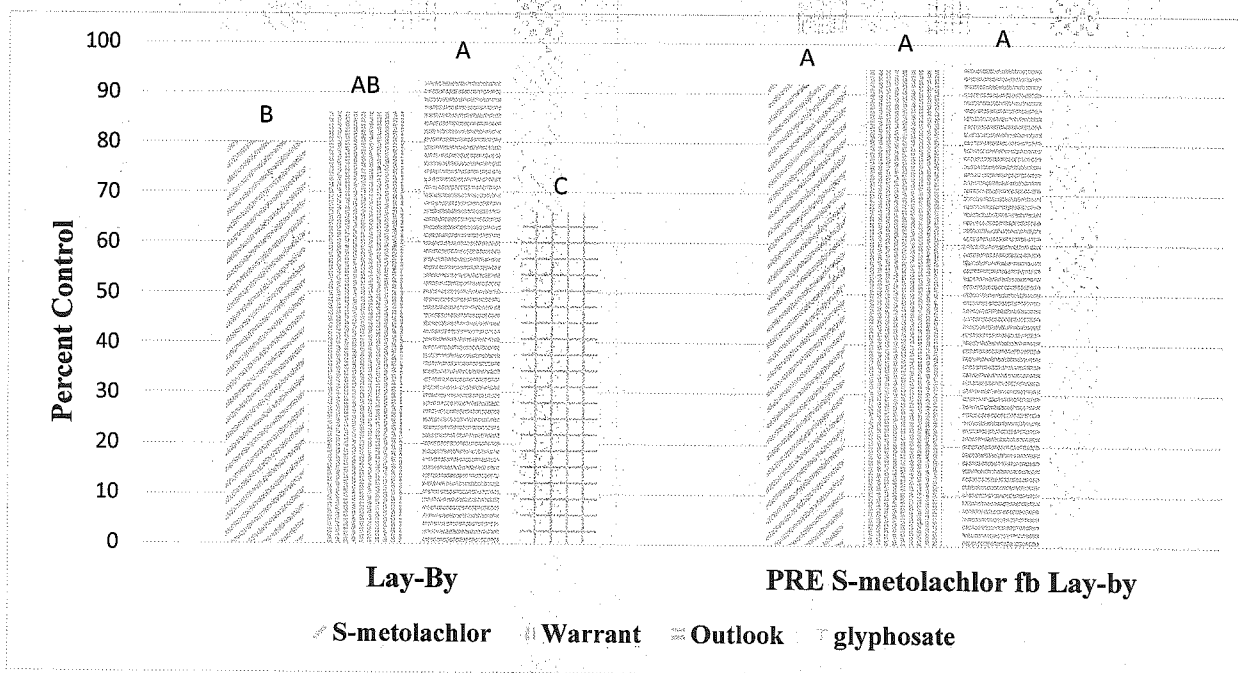 Percent Control
100
90
80
70
60
50
40
30
20
10
0
B
AB
A
C
A
A
A
Lay-By
PRE S-metolachlor fb Lay-by
S-metolachlor Warrant Outlook glyphosate